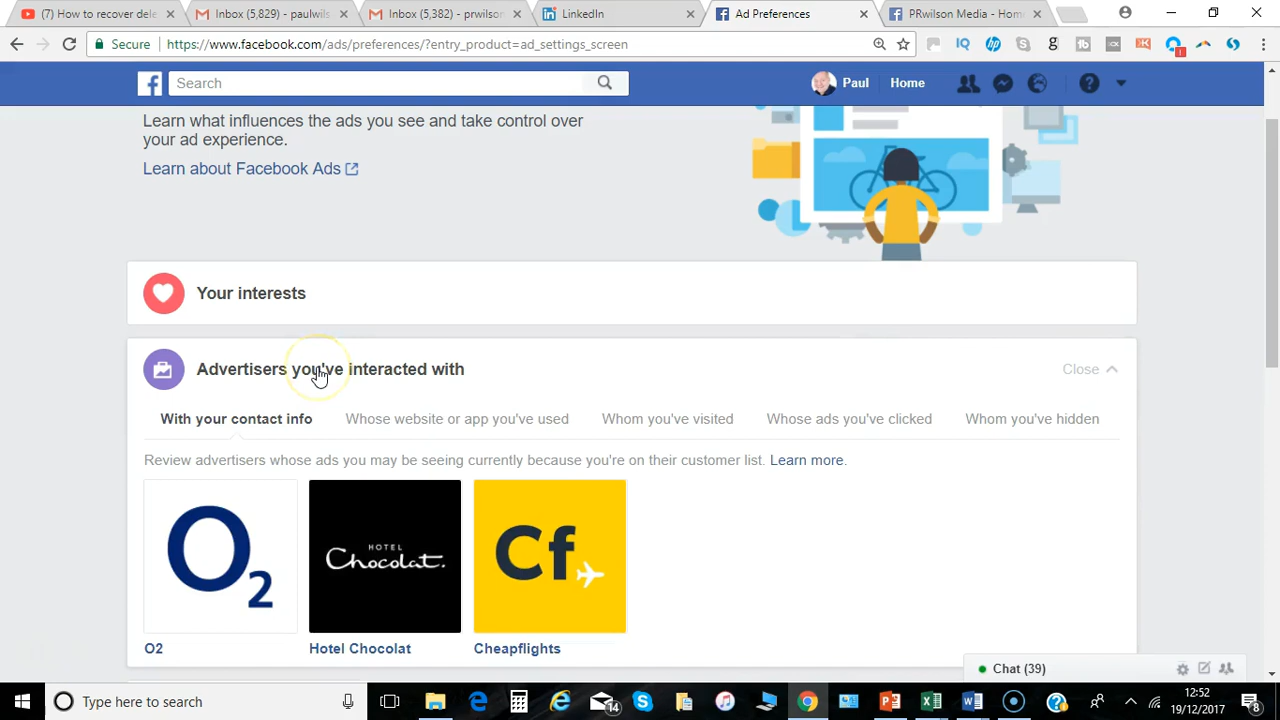 (7) How to recover dele
Inbox (5,829) - paulwils
Inbox (5,382) - prwilson
LinkedIn
Ad Preferences
PRwilson Media - Hom
Secure
https://www.facebook.com/ads/preferences/?entry_product=ad_settings_screen
Search
Paul
Home
Learn what influences the ads you see and take control over
your ad experience.
Learn about Facebook Ads
Your interests
Advertisers you've interacted with
Close
With your contact info
Whose website or app you've used
Whom you've visited
Whose ads you've clicked
Whom you've hidden
Review advertisers whose ads you may be seeing currently because you're on their customer list. Learn more.
O2
HOTEL
Chocolat.
Cf
O2
Hotel Chocolat
Cheapflights
Chat (39)
Type here to search
14
12:52
19/12/2017
8